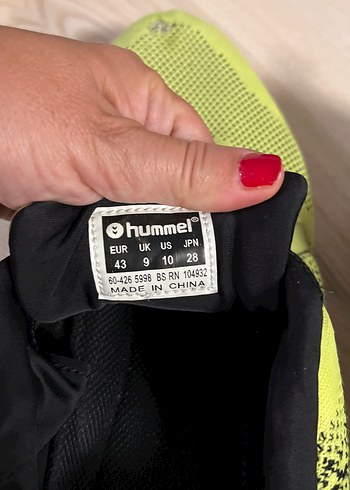 hummel®
EUR UK US JPN
43 9 10 28
60-426 5998 BS RN 104932
MADE IN CHINA